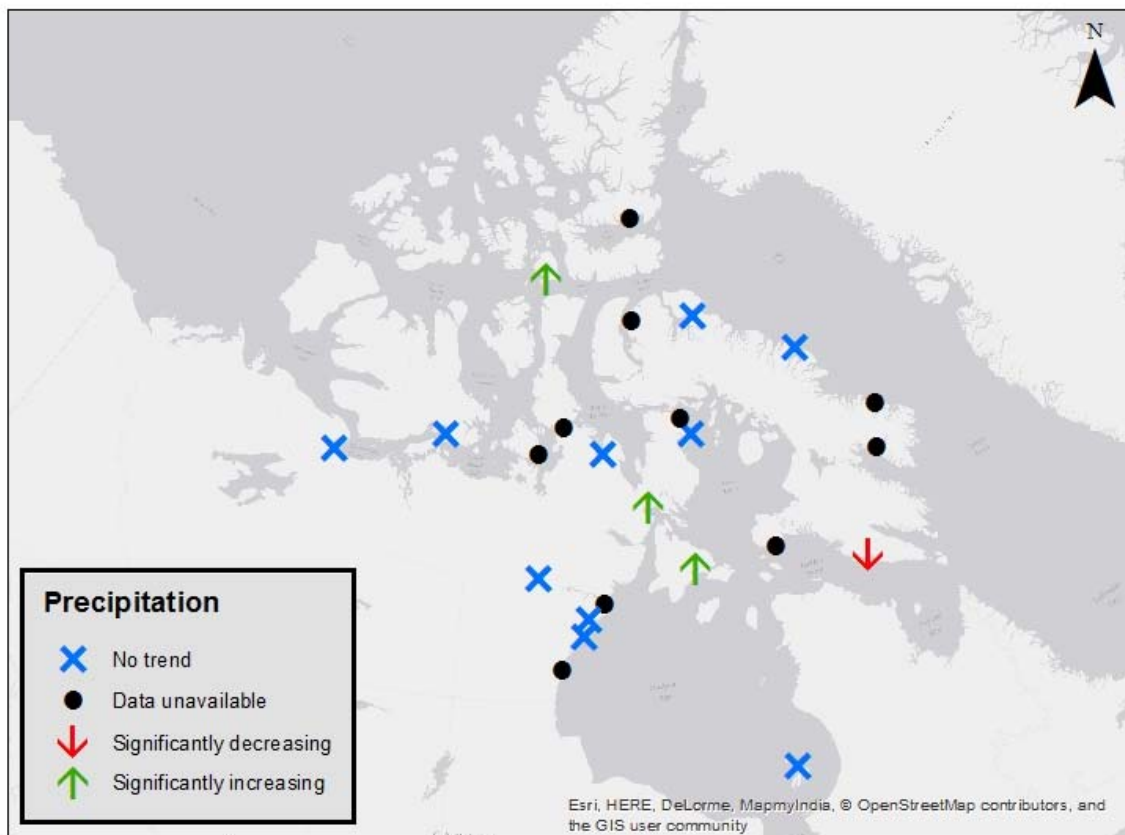 N
Precipitation
No trend
Data unavailable
Significantly decreasing
Significantly increasing
Esri, HERE, DeLorme, MapmyIndia, © OpenStreetMap contributors, and
the GIS user community